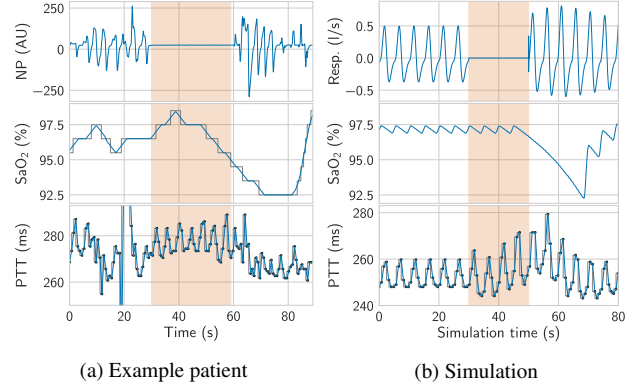 NP (AU)
250
0
−250
SaO₂ (%)
97.5
95.0
92.5
PTT (ms)
280
260
0
20
40
60
80
Time (s)
(a) Example patient
Resp. (l/s)
0.5
0.0
−0.5
SaO₂ (%)
97.5
95.0
92.5
PTT (ms)
280
260
240
0
20
40
60
80
Simulation time (s)
(b) Simulation